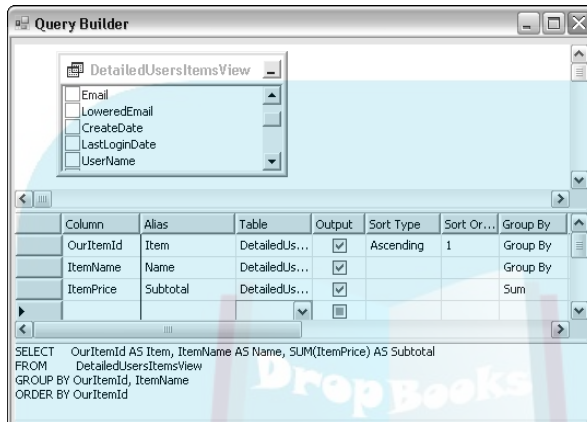 Query Builder
DetailedUsersItemsView
Email
LoweredEmail
CreateDate
LastLoginDate
UserName
Column Alias Table Output Sort Type Sort Or... Group By
OurItemId Item DetailedUs... Ascending 1 Group By
ItemName Name DetailedUs... Group By
ItemPrice Subtotal DetailedUs... Sum
SELECT OurItemId AS Item, ItemName AS Name, SUM(ItemPrice) AS Subtotal
FROM DetailedUsersItemsView
GROUP BY OurItemId, ItemName
ORDER BY OurItemId
DropBooks